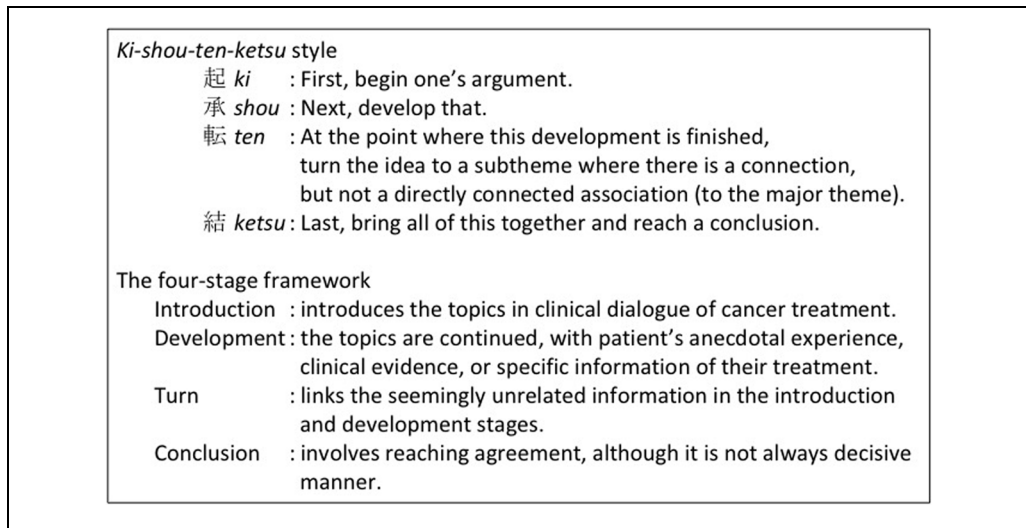 Ki-shou-ten-ketsu style
起 ki : First, begin one's argument.
承 shou : Next, develop that.
転 ten : At the point where this development is finished,
turn the idea to a subtheme where there is a connection,
but not a directly connected association (to the major theme).
結 ketsu : Last, bring all of this together and reach a conclusion.
The four-stage framework
Introduction : introduces the topics in clinical dialogue of cancer treatment.
Development : the topics are continued, with patient's anecdotal experience,
clinical evidence, or specific information of their treatment.
Turn : links the seemingly unrelated information in the introduction
and development stages.
Conclusion : involves reaching agreement, although it is not always decisive
manner.